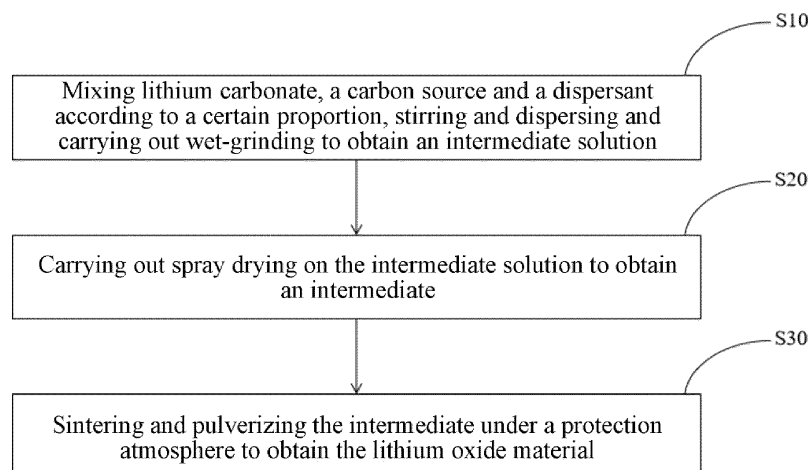 S10
Mixing lithium carbonate, a carbon source and a dispersant
according to a certain proportion, stirring and dispersing and
carrying out wet-grinding to obtain an intermediate solution
S20
Carrying out spray drying on the intermediate solution to obtain
an intermediate
S30
Sintering and pulverizing the intermediate under a protection
atmosphere to obtain the lithium oxide material